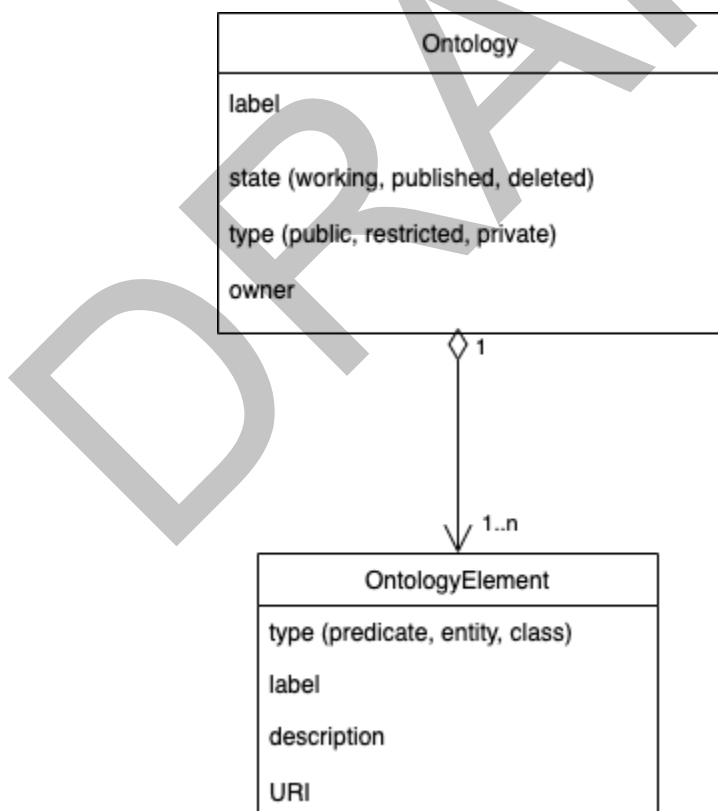 Ontology
label
state (working, published, deleted)
type (public, restricted, private)
owner
1
1..n
OntologyElement
type (predicate, entity, class)
label
description
URI